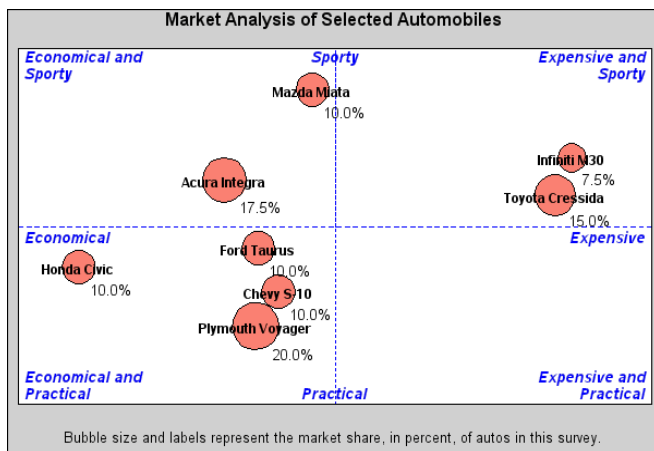 Market Analysis of Selected Automobiles
Economical and
Sporty
Sporty
Expensive and
Sporty
Mazda Miata
10.0%
Infiniti M30
7.5%
Acura Integra
17.5%
Toyota Cressida
15.0%
Economical
Expensive
Ford Taurus
10.0%
Honda Civic
10.0%
Chevy S-10
10.0%
Plymouth Voyager
20.0%
Economical and
Practical
Practical
Expensive and
Practical
Bubble size and labels represent the market share, in percent, of autos in this survey.